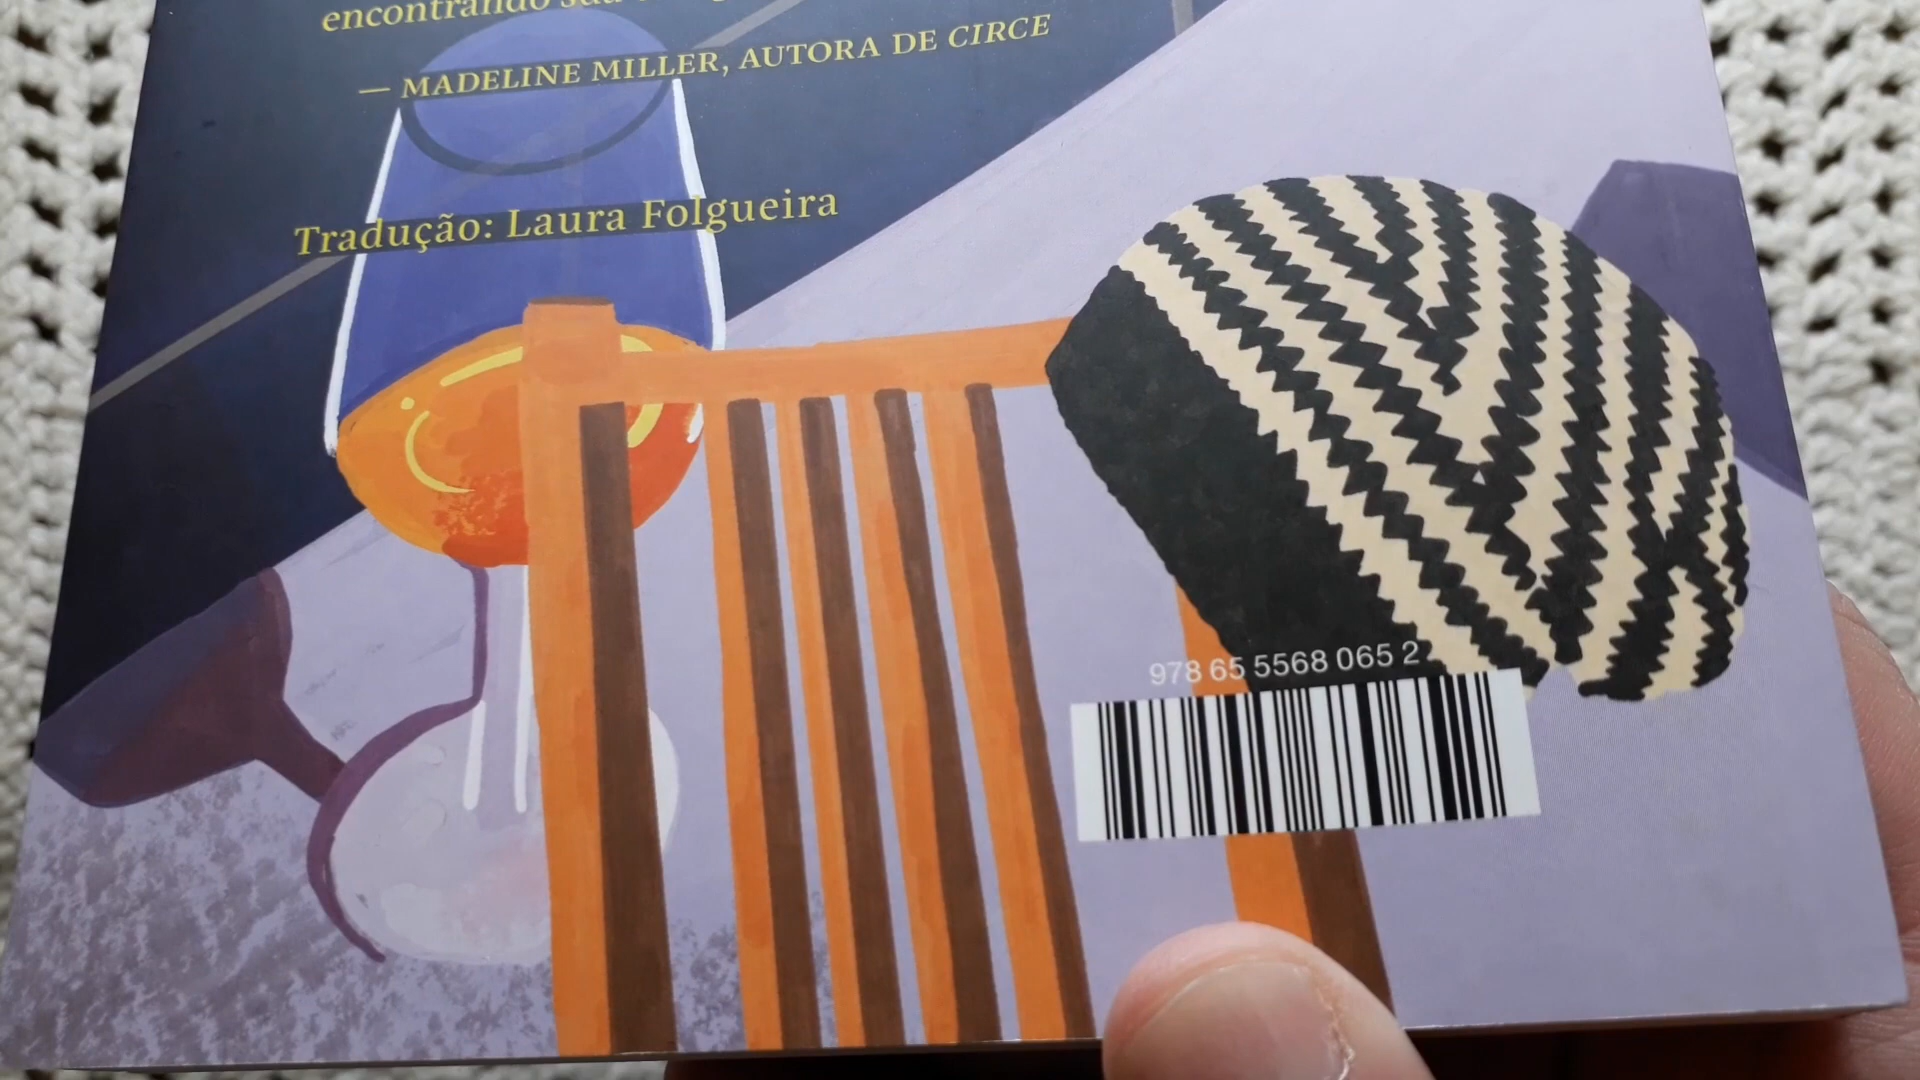 encontrando sua
— MADELINE MILLER, AUTORA DE CIRCE
Tradução: Laura Folgueira
978 65 5568 065 2